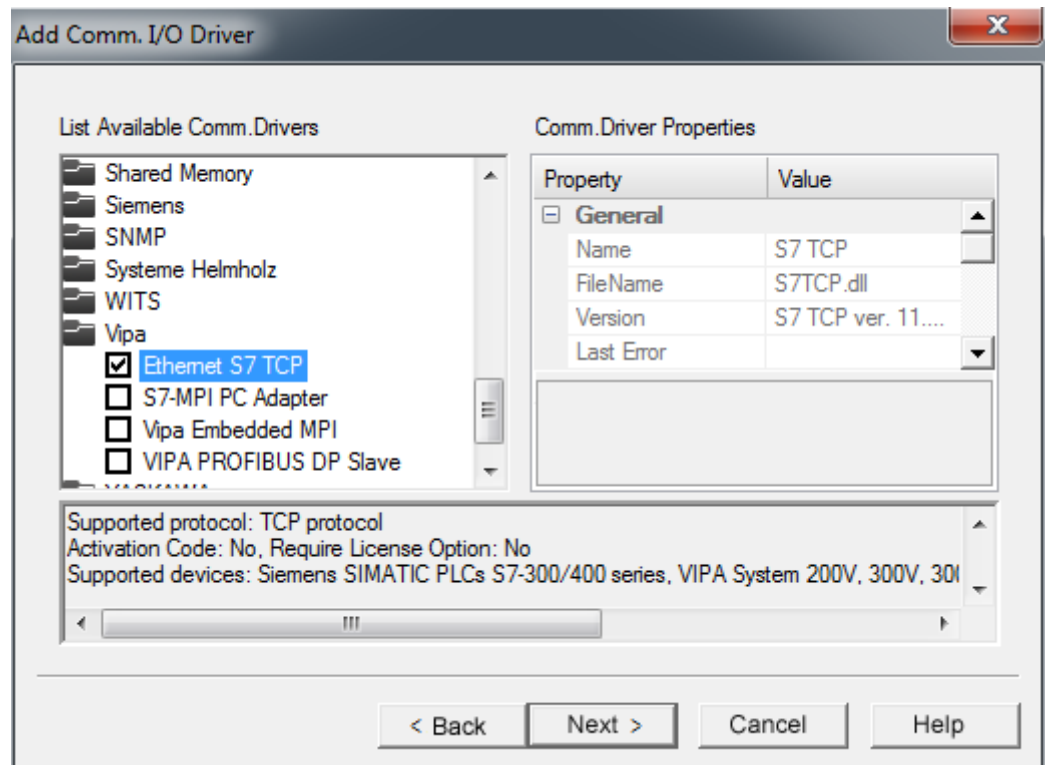 Add Comm. I/O Driver
List Available Comm.Drivers
Shared Memory
Siemens
SNMP
Systeme Helmholz
WITS
Vipa
Ethernet S7 TCP
S7-MPI PC Adapter
Vipa Embedded MPI
VIPA PROFIBUS DP Slave
Comm.Driver Properties
Property Value
General
Name S7 TCP
FileName S7TCP.dll
Version S7 TCP ver. 11....
Last Error
Supported protocol: TCP protocol
Activation Code: No, Require License Option: No
Supported devices: Siemens SIMATIC PLCs S7-300/400 series, VIPA System 200V, 300V,
< Back Next > Cancel Help